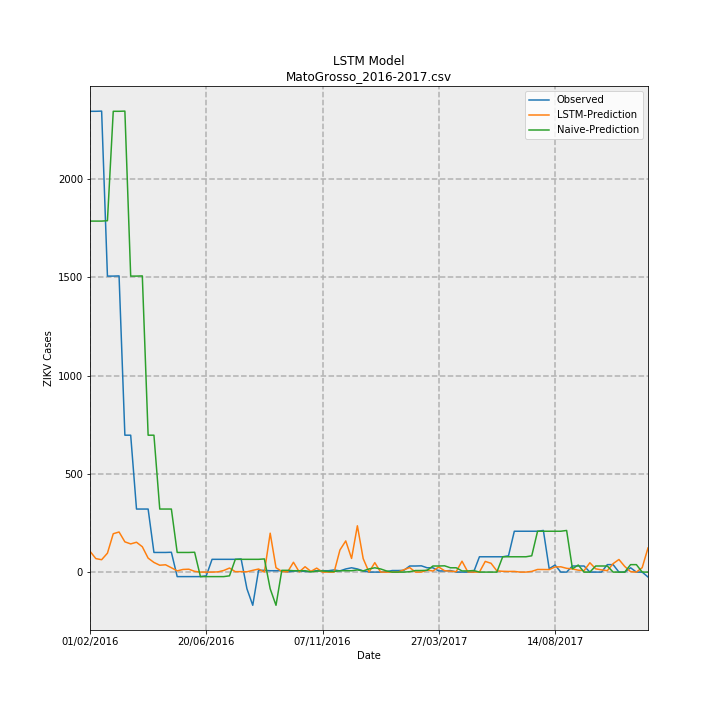 LSTM Model
MatoGrosso_2016-2017.csv
Observed
LSTM-Prediction
Naive-Prediction
ZIKV Cases
2000
1500
1000
500
0
01/02/2016 20/06/2016 07/11/2016 27/03/2017 14/08/2017
Date